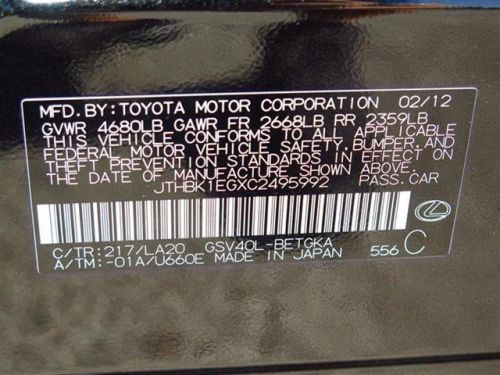 MFD.BY:TOYOTA MOTOR CORPORATION 02/12
GVWR 4680LB GAWR FR 2668LB RR 2359LB
THIS VEHICLE CONFORMS TO ALL APPLICABLE
FEDERAL MOTOR VEHICLE SAFETY, BUMPER, AND
THEFT PREVENTION STANDARDS IN EFFECT ON
THE DATE OF MANUFACTURE SHOWN ABOVE.
JTHBK1EGXC2495992 PASS.CAR
C/TR:217/LA20 GSV40L-BETGKA
A/TM:-01A/U660E MADE IN JAPAN 556 C